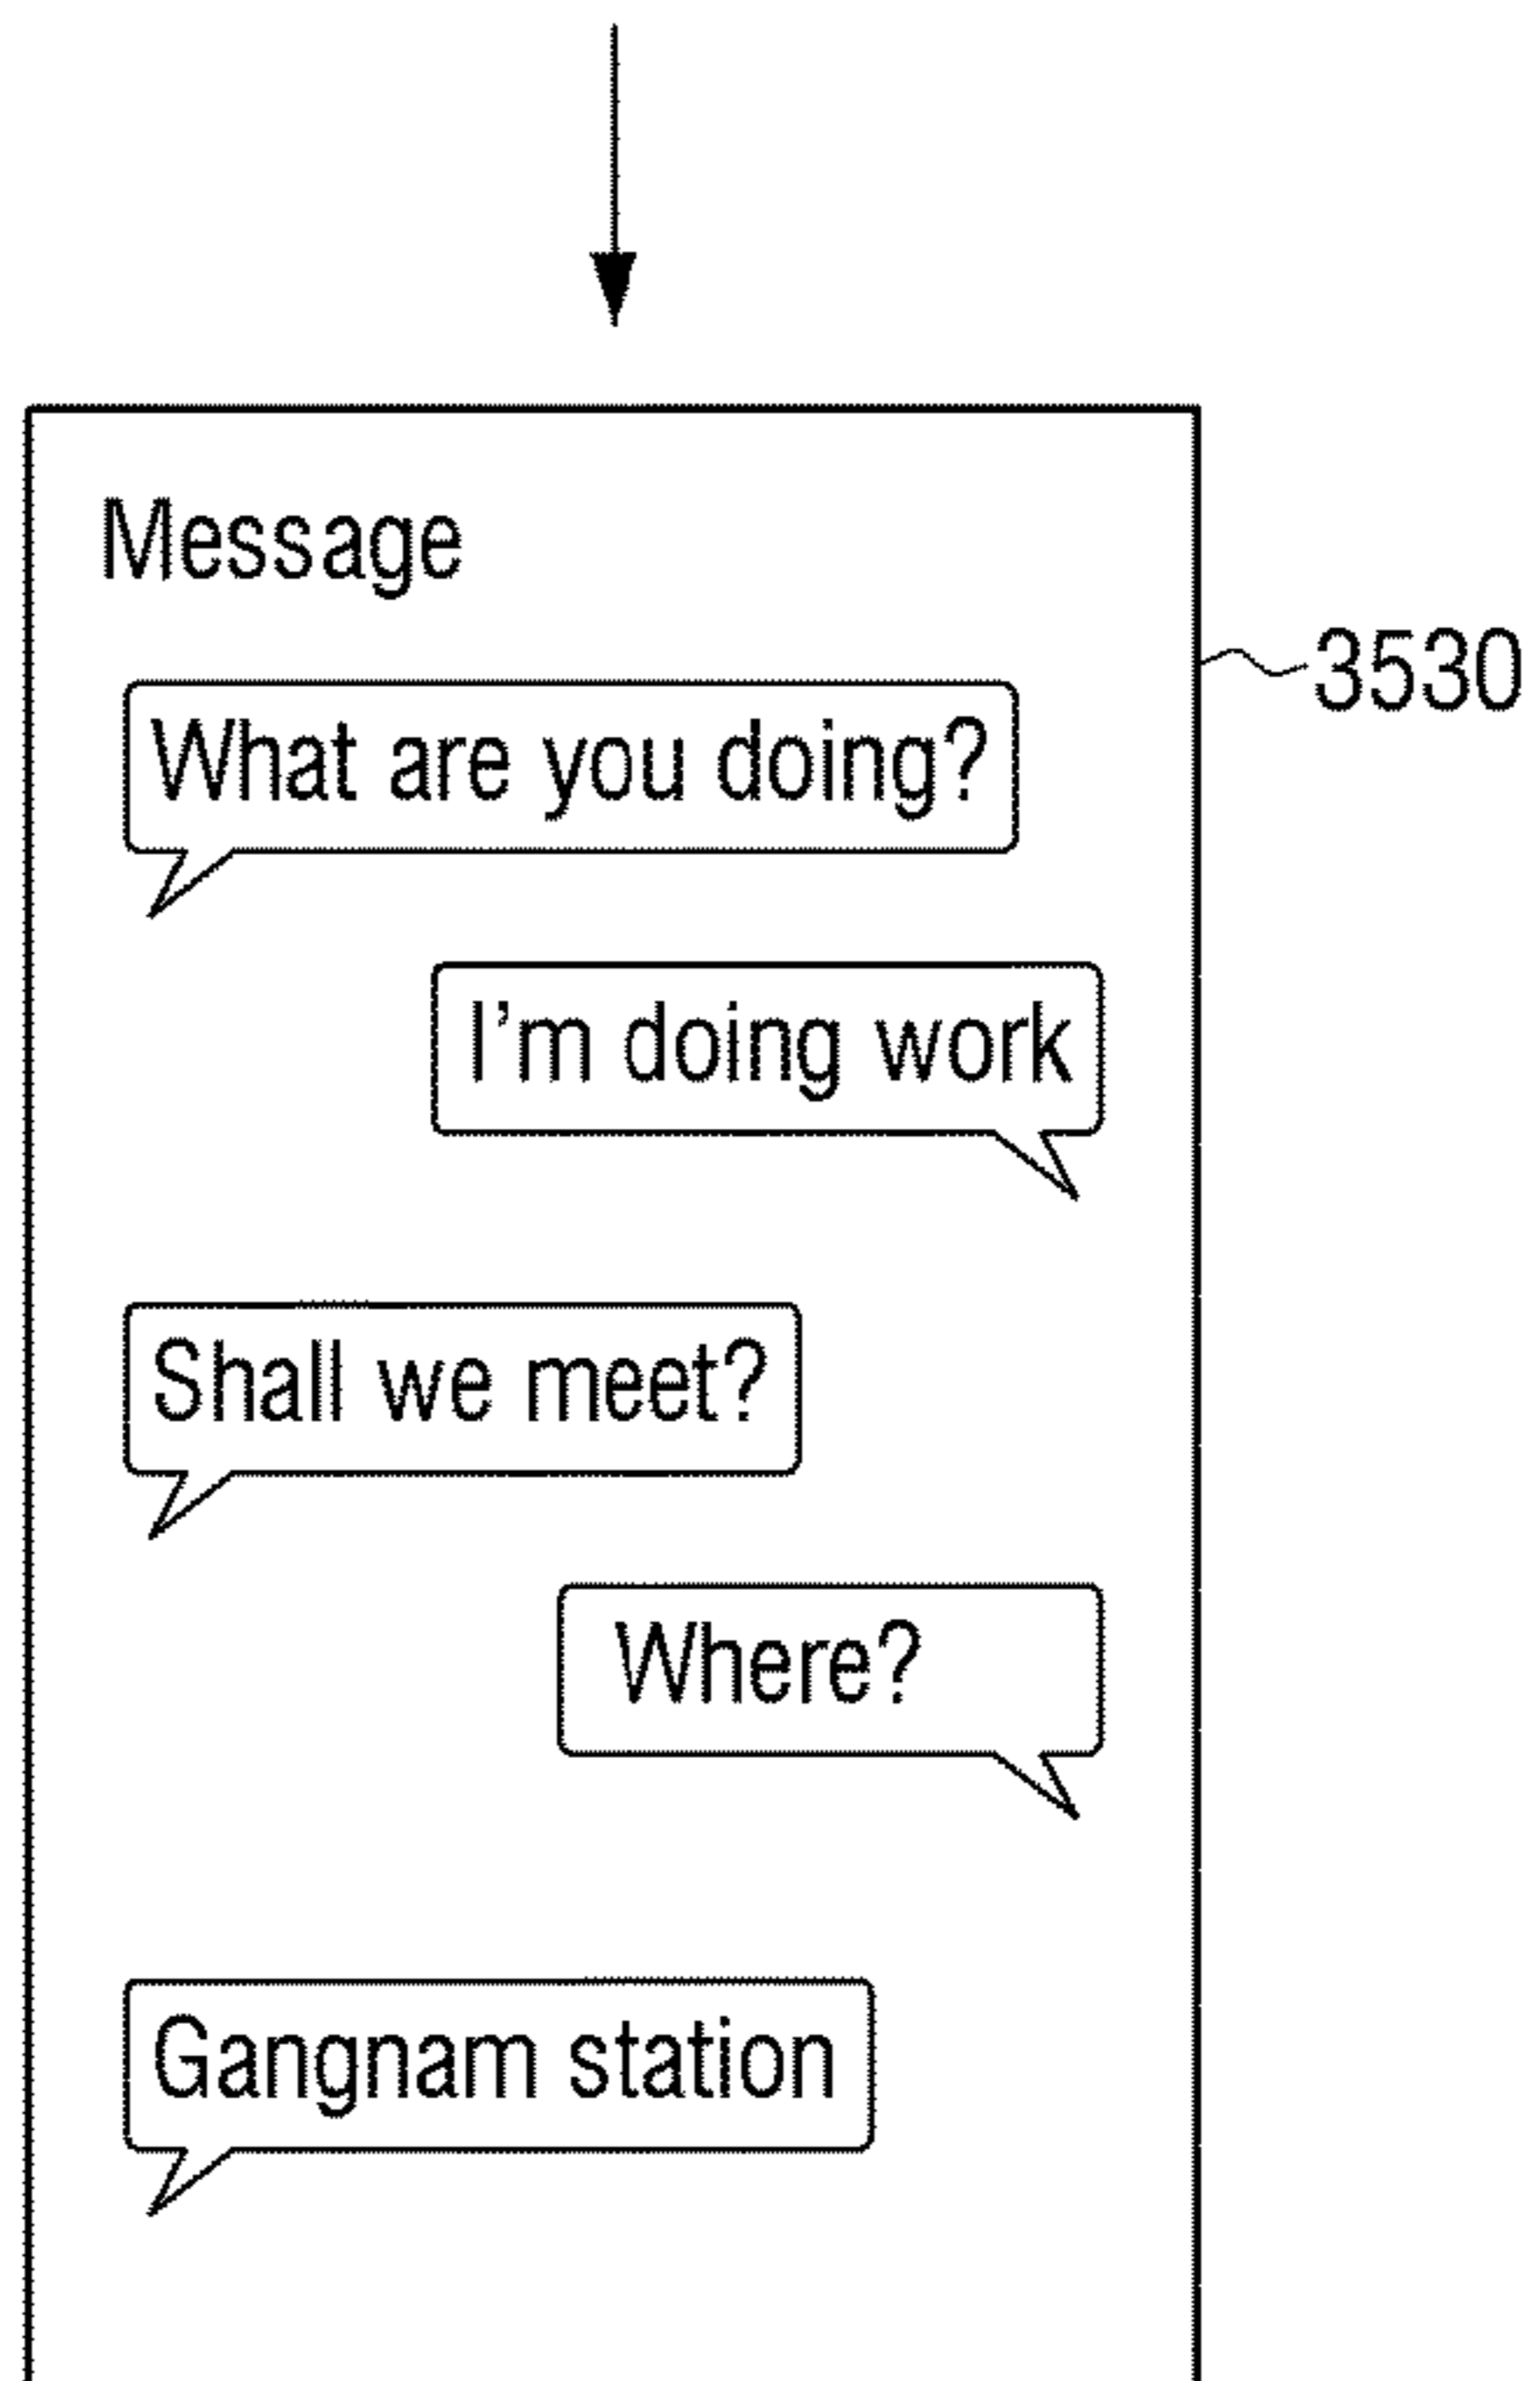 Message
3530
What are you doing?
I'm doing work
Shall we meet?
Where?
Gangnam station